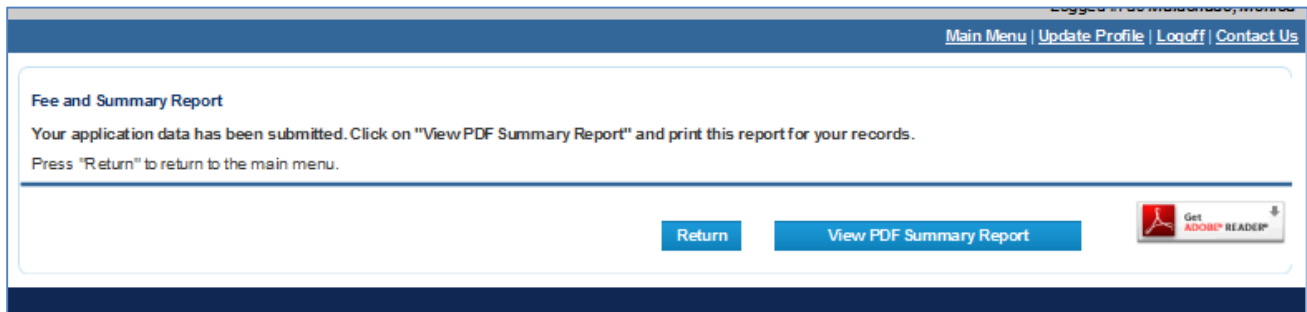 Main Menu | Update Profile | Logoff | Contact Us
Fee and Summary Report
Your application data has been submitted. Click on "View PDF Summary Report" and print this report for your records.
Press "Return" to return to the main menu.
Return
View PDF Summary Report
Get
ADOBE® READER®